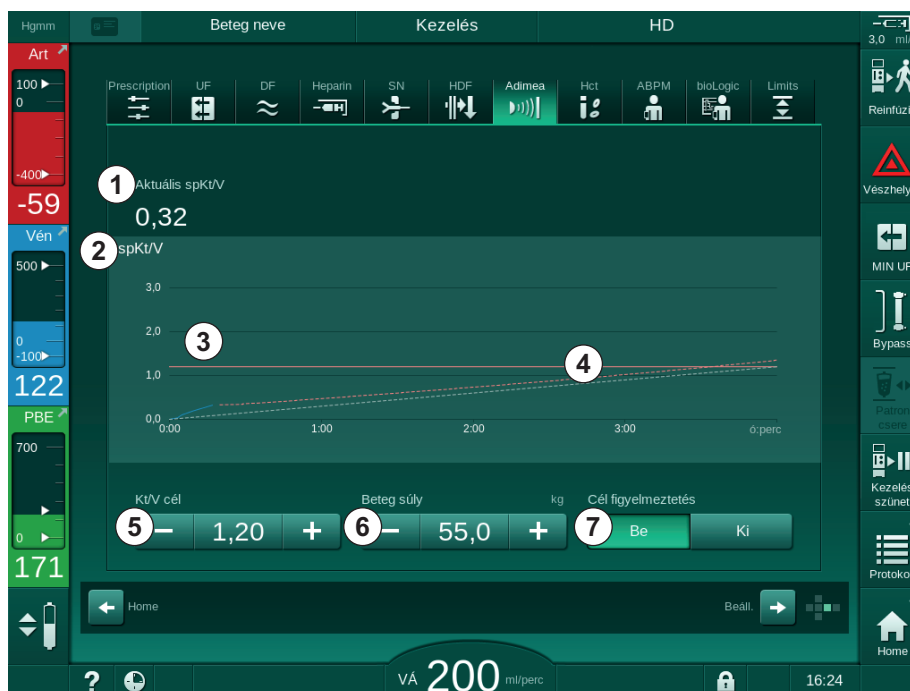 Hgmm
Beteg neve
Kezelés
HD
3,0 ml/
Art
100
0
-400
-59
Vén
500
0
-100
122
PBE
700
0
171
Prescription
UF
DF
Heparin
SN
HDF
Adimea
Hct
ABPM
bioLogic
Limits
1
Aktuális spKt/V
0,32
2
spKt/V
3,0
2,0
1,0
0,0
3
4
0:00
1:00
2:00
3:00
ó:perc
Kt/V cél
5
1,20
Beteg súly
kg
6
55,0
Cél figyelmeztetés
7
Be
Ki
Home
Beáll.
Reinfúzi
Vészhely
MIN UF
Bypass
Patron
csere
Kezelés
szünet
Protoko
Home
?
VÁ 200 ml/perc
16:24